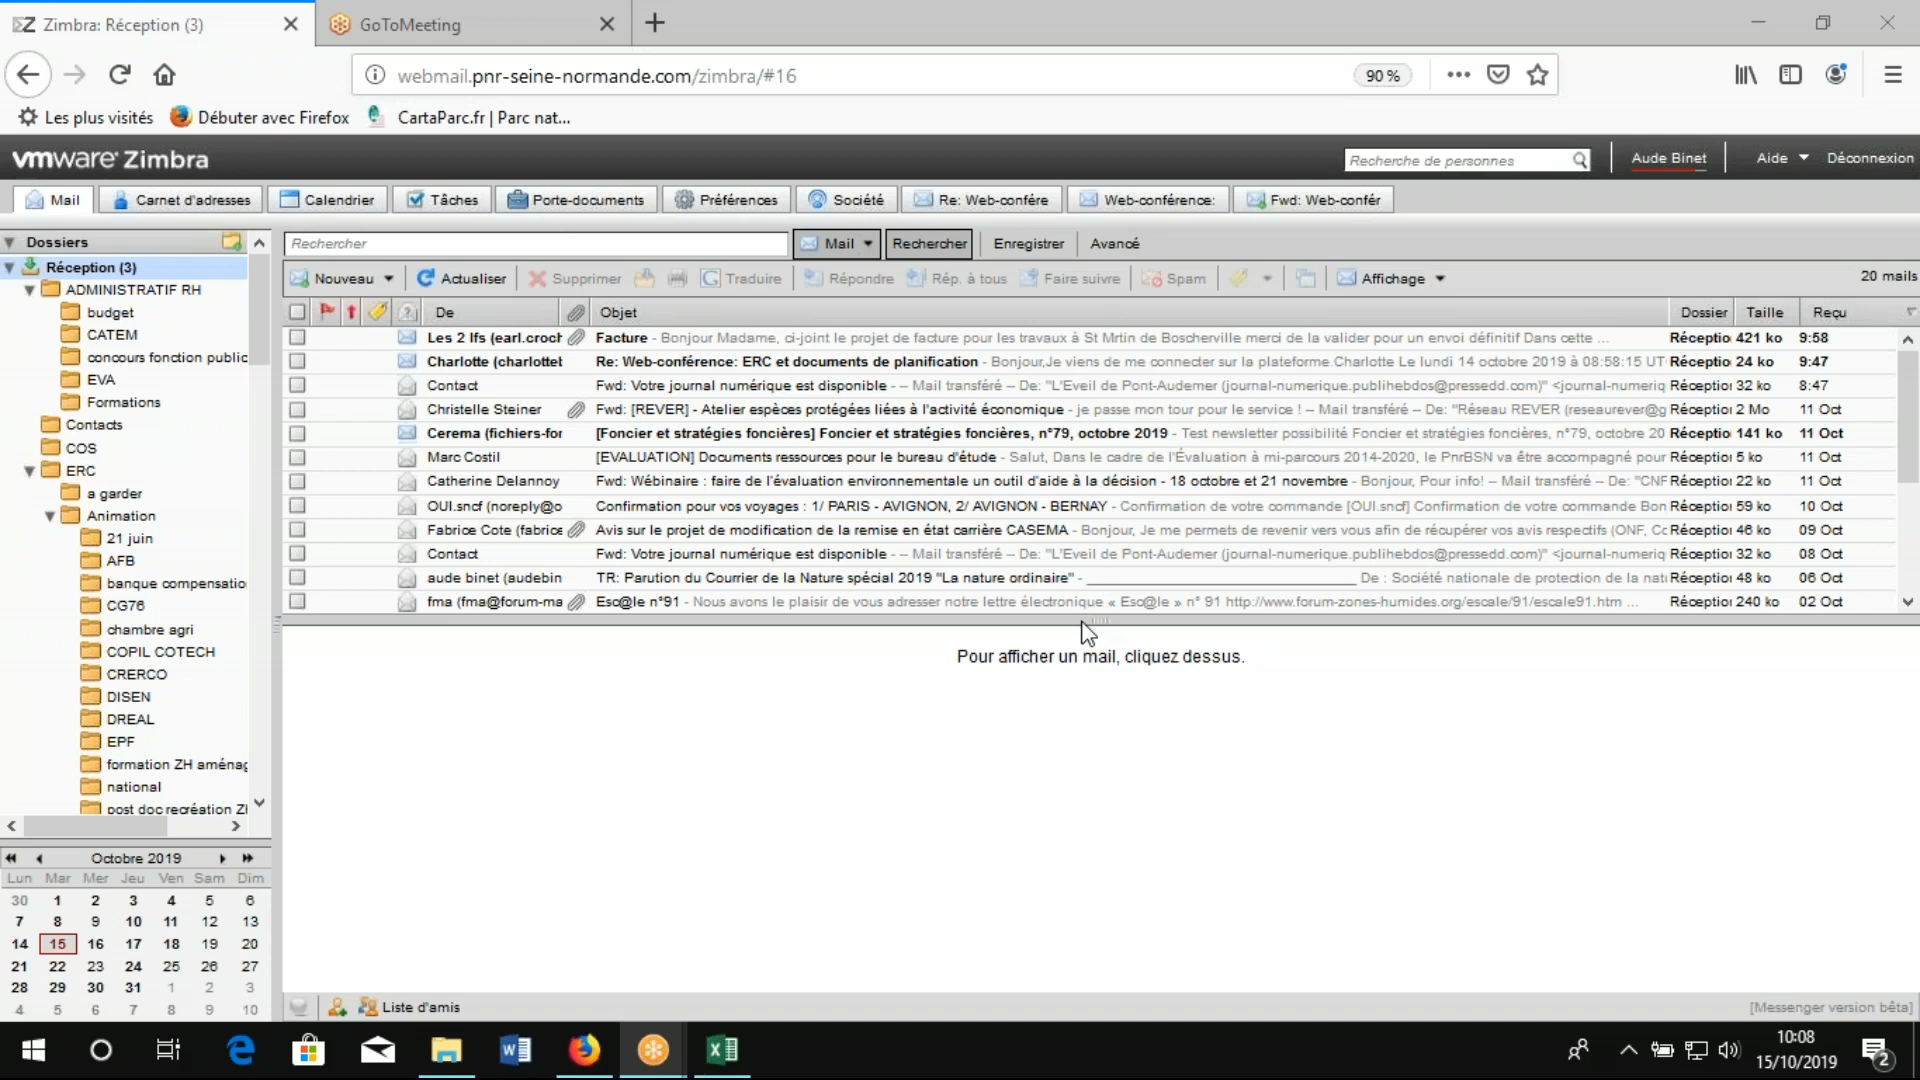 Zimbra: Réception (3)
GoToMeeting
webmail.pnr-seine-normande.com/zimbra/#16
90 %
Les plus visités
Débuter avec Firefox
CartaParc.fr | Parc nat...
vmware Zimbra
Recherche de personnes
Aude Binet
Aide
Déconnexion
Mail
Carnet d'adresses
Calendrier
Tâches
Porte-documents
Préférences
Société
Re: Web-confére
Web-conférence:
Fwd: Web-confér
Dossiers
Réception (3)
ADMINISTRATIF RH
budget
CATEM
concours fonction public
EVA
Formations
Contacts
COS
ERC
a garder
Animation
21 juin
AFB
banque compensatio
CG76
chambre agri
COPIL COTECH
CRERCO
DISEN
DREAL
EPF
formation ZH aménag
national
post doc recréation ZH
Rechercher
Mail
Rechercher
Enregistrer
Avancé
Nouveau
Actualiser
Supprimer
Traduire
Répondre
Rép. à tous
Faire suivre
Spam
Affichage
20 mails
De Objet Dossier Taille Reçu
Les 2 Ifs (earl.croch Facture - Bonjour Madame, ci-joint le projet de facture pour les travaux à St Mrtin de Boscherville merci de la valider pour un envoi définitif Dans cette ... Réceptio 421 ko 9:58
Charlotte (charlottet Re: Web-conférence: ERC et documents de planification - Bonjour,Je viens de me connecter sur la plateforme.Charlotte Le lundi 14 octobre 2019 à 08:58:15 UT Réceptio 24 ko 9:47
Contact Fwd: Votre journal numérique est disponible - -- Mail transféré -- De: "L'Eveil de Pont-Audemer (journal-numerique.publihebdos@pressedd.com)" <journal-numeriq Réception 32 ko 8:47
Christelle Steiner Fwd: [REVER] - Atelier espèces protégées liées à l'activité économique - je passe mon tour pour le service ! -- Mail transféré -- De: "Réseau REVER (reseaurever@g Réception 2 Mo 11 Oct
Cerema (fichiers-for [Foncier et stratégies foncières] Foncier et stratégies foncières, n°79, octobre 2019 - Test newsletter possibilité Foncier et stratégies foncières, n°79, octobre 20 Réceptio 141 ko 11 Oct
Marc Costil [EVALUATION] Documents ressources pour le bureau d'étude - Salut, Dans le cadre de l'Évaluation à mi-parcours 2014-2020, le PnrBSN va être accompagné pour Réception 5 ko 11 Oct
Catherine Delannoy Fwd: Wébinaire : faire de l'évaluation environnementale un outil d'aide à la décision - 18 octobre et 21 novembre - Bonjour, Pour info! -- Mail transféré -- De: "CNF Réception 22 ko 11 Oct
OUI.sncf (noreply@o Confirmation pour vos voyages : 1/ PARIS - AVIGNON, 2/ AVIGNON - BERNAY - Confirmation de votre commande [OUI.sncf] Confirmation de votre commande Bon Réception 59 ko 10 Oct
Fabrice Cote (fabrice Avis sur le projet de modification de la remise en état carrière CASEMA - Bonjour, Je me permets de revenir vers vous afin de récupérer vos avis respectifs (ONF, Cc Réception 46 ko 09 Oct
Contact Fwd: Votre journal numérique est disponible - -- Mail transféré -- De: "L'Eveil de Pont-Audemer (journal-numerique.publihebdos@pressedd.com)" <journal-numeriq Réception 32 ko 08 Oct
aude binet (audebin TR: Parution du Courrier de la Nature spécial 2019 "La nature ordinaire" - ______________________________ De : Société nationale de protection de la nat Réception 48 ko 06 Oct
fma (fma@forum-ma Esc@le n°91 - Nous avons le plaisir de vous adresser notre lettre électronique « Esc@le » n° 91 http://www.forum-zones-humides.org/escale/91/escale91.htm ... Réception 240 ko 02 Oct
Pour afficher un mail, cliquez dessus.
Octobre 2019
Lun Mar Mer Jeu Ven Sam Dim
30 1 2 3 4 5 6
7 8 9 10 11 12 13
14 15 16 17 18 19 20
21 22 23 24 25 26 27
28 29 30 31 1 2 3
4 5 6 7 8 9 10
Liste d'amis
[Messenger version bêta]
10:08
15/10/2019
2